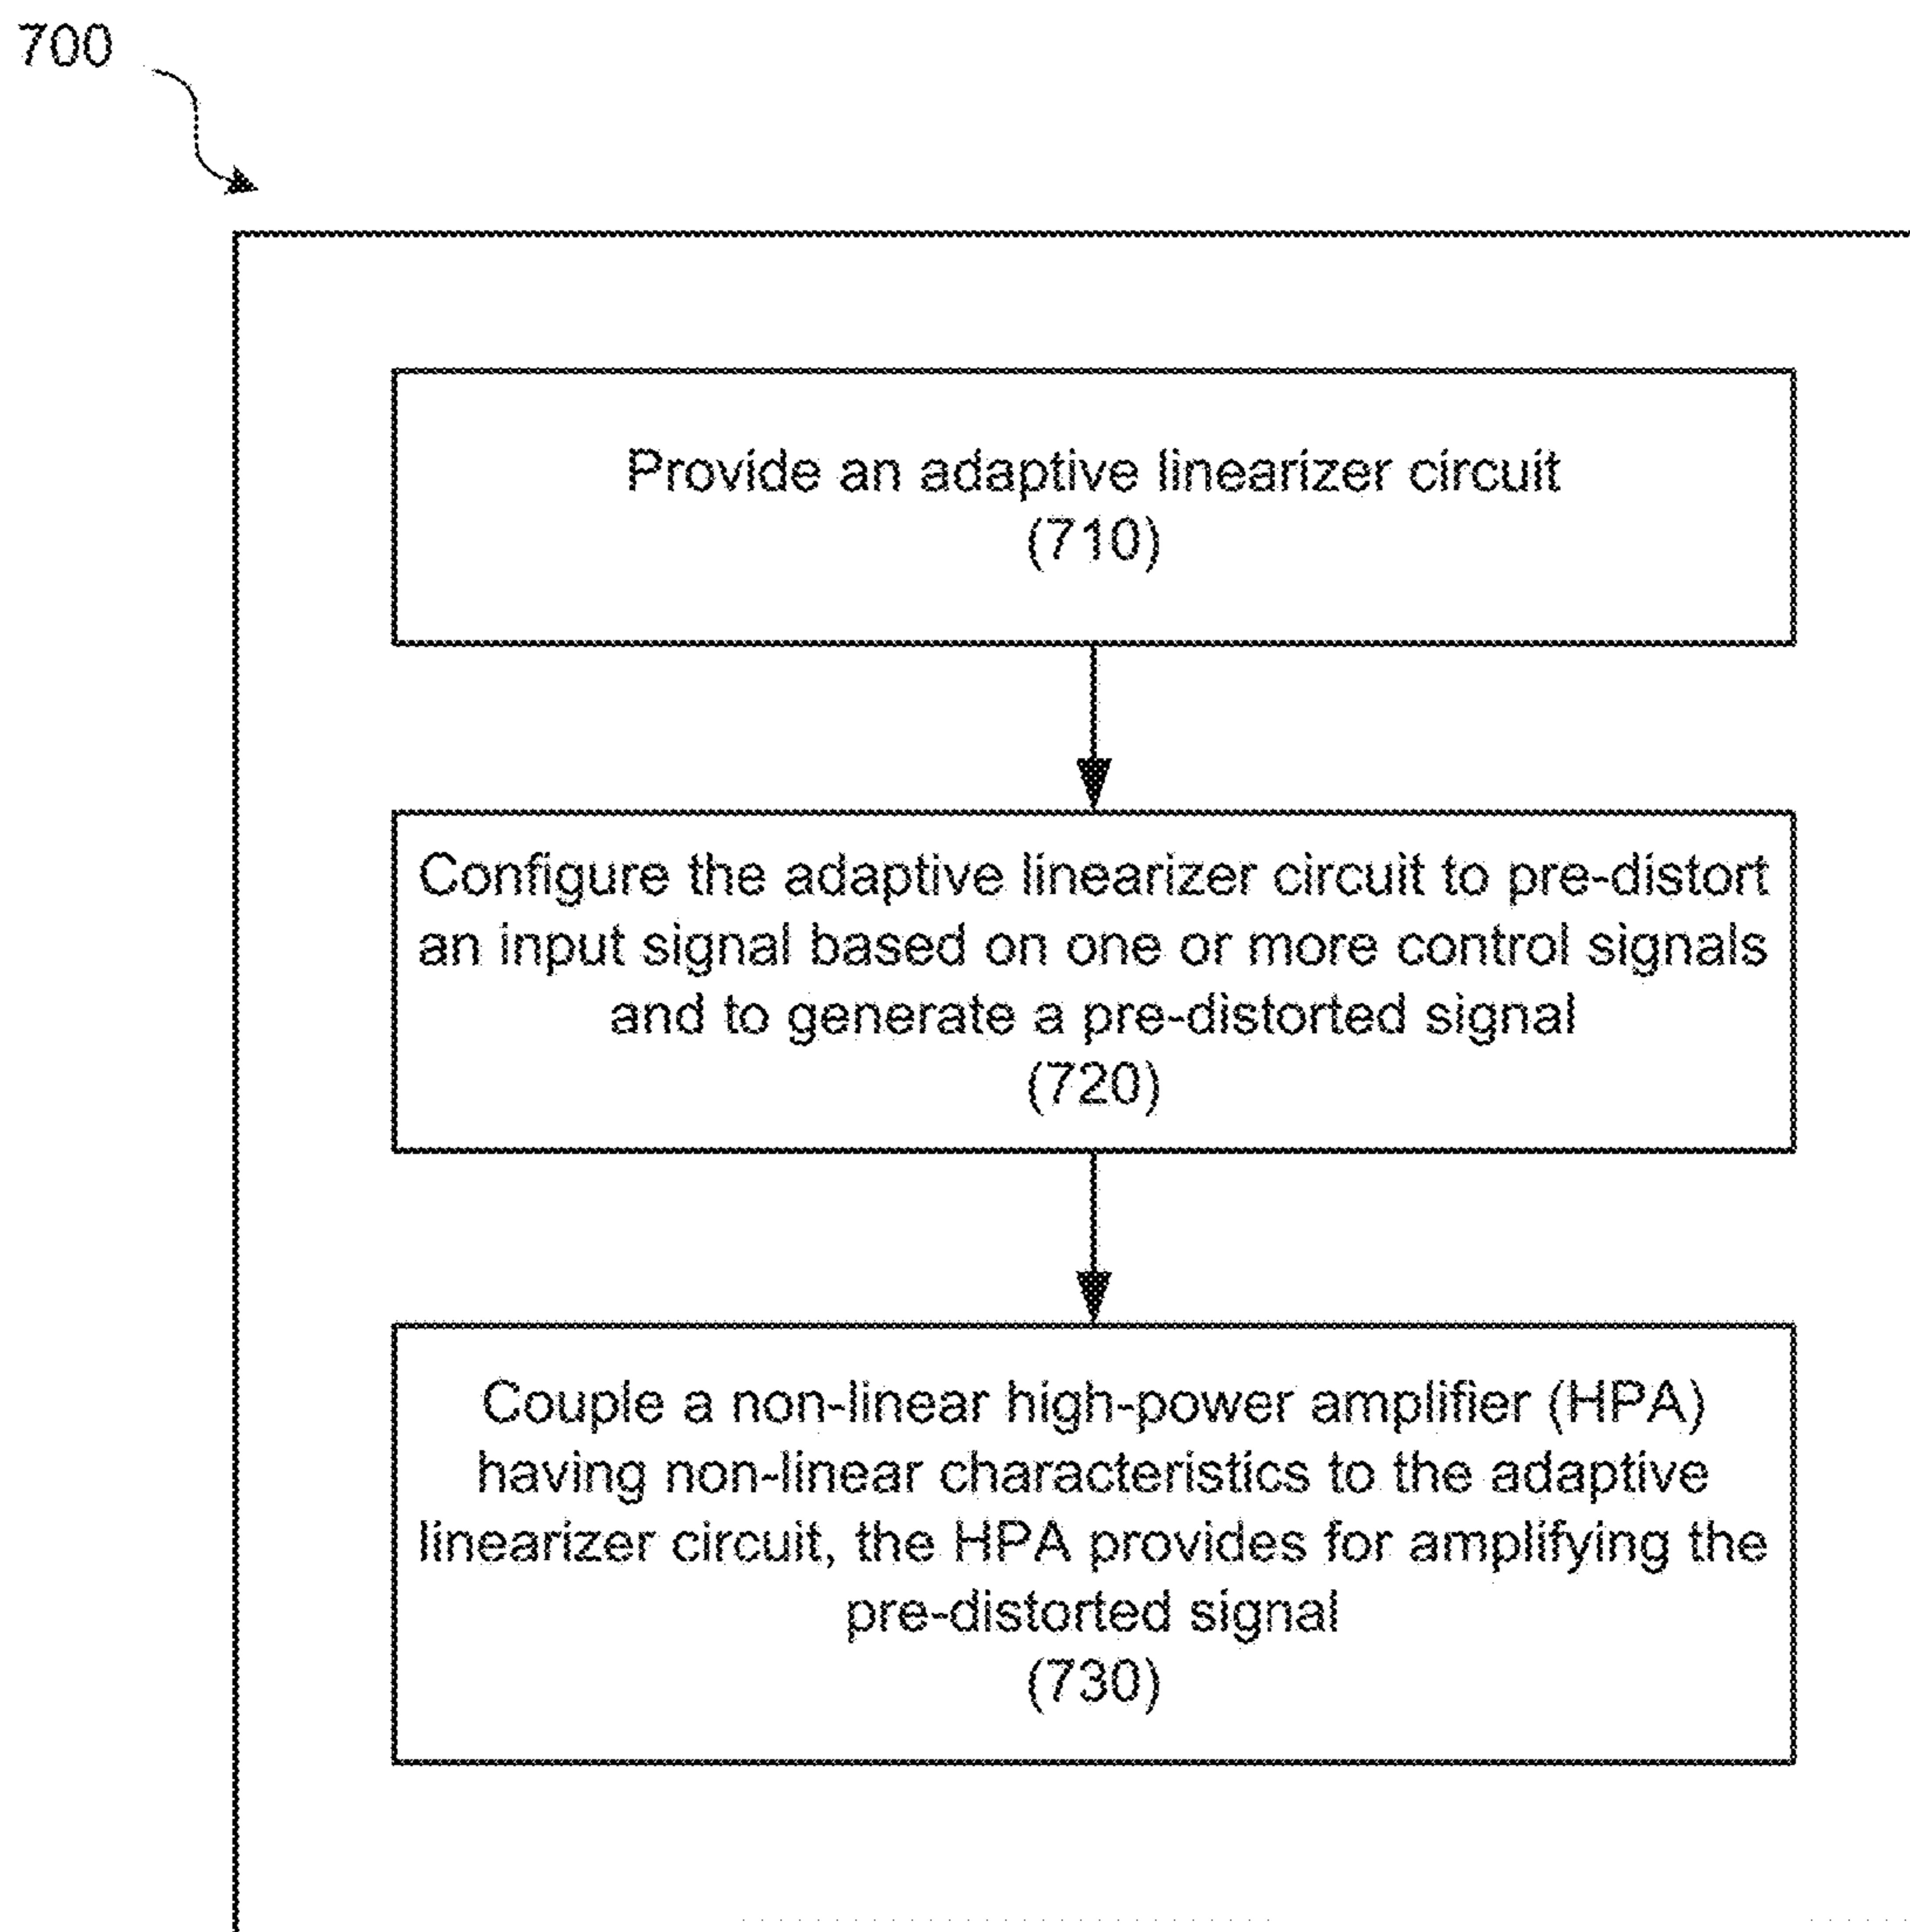 700
Provide an adaptive linearizer circuit
(710)
Configure the adaptive linearizer circuit to pre-distort
an input signal based on one or more control signals
and to generate a pre-distorted signal
(720)
Couple a non-linear high-power amplifier (HPA)
having non-linear characteristics to the adaptive
linearizer circuit, the HPA provides for amplifying the
pre-distorted signal
(730)